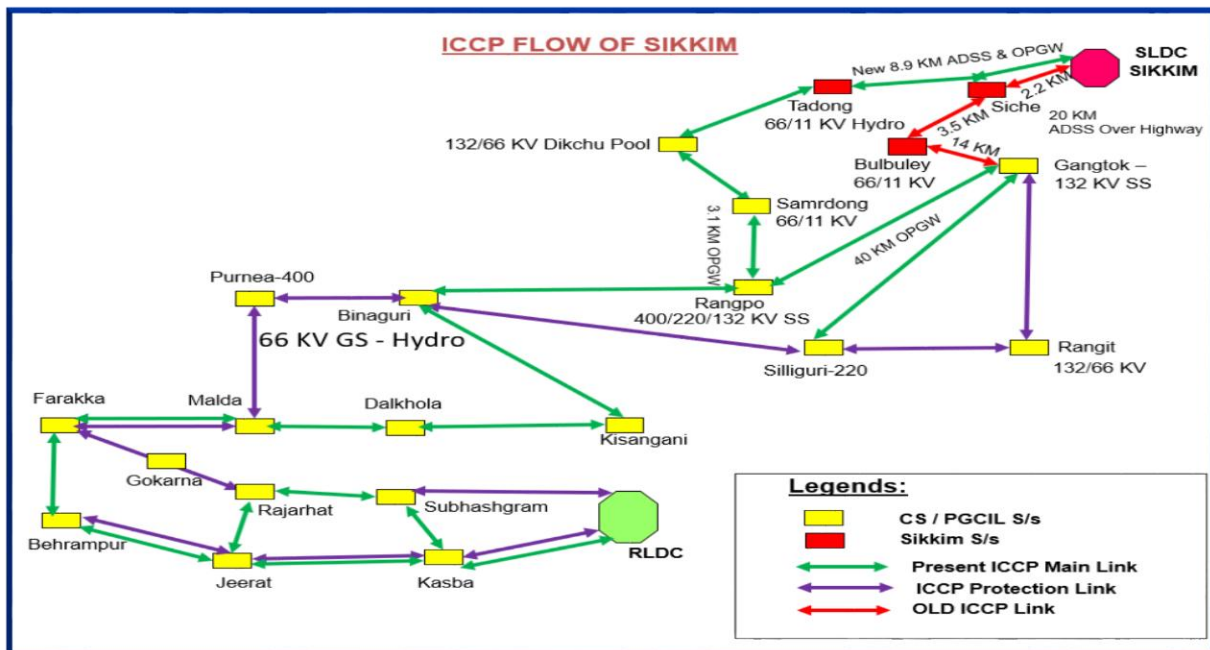 ICCP FLOW OF SIKKIM
New 8.9 KM ADSS & OPGW
SLDC
SIKKIM
2.2 KM
Siche
20 KM
ADSS Over Highway
Tadong
66/11 KV Hydro
3.5 KM
14 KM
Bulbuley
66/11 KV
Gangtok –
132 KV SS
132/66 KV Dikchu Pool
Samrdong
66/11 KV
3.1 KM OPGW
40 KM OPGW
Rangpo
400/220/132 KV SS
Purnea-400
Binaguri
66 KV GS - Hydro
Silliguri-220
Rangit
132/66 KV
Farakka
Malda
Dalkhola
Kisangani
Gokarna
Rajarhat
Subhashgram
RLDC
Behrampur
Jeerat
Kasba
Legends:
CS / PGCIL S/s
Sikkim S/s
Present ICCP Main Link
ICCP Protection Link
OLD ICCP Link